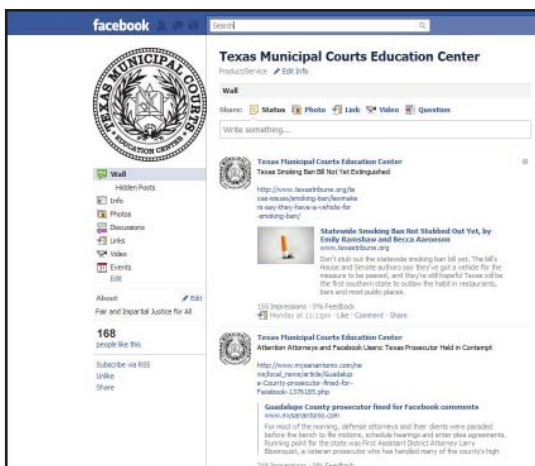 facebook
Search
TEXAS MUNICIPAL COURTS
EDUCATION CENTER
Texas Municipal Courts Education Center
Product/Service Edit Info
Wall
Share: Status Photo Link Video Question
Write something...
Wall
Hidden Posts
Info
Photos
Discussions
Links
Video
Events
Edit
About Edit
Fair and Impartial Justice for All
168
people like this
Subscribe via RSS
Unlike
Share
Texas Municipal Courts Education Center
Texas Smoking Ban Bill Not Yet Extinguished
http://www.texastribune.org/te
xas-issues/smoking-ban/lawmake
rs-say-they-have-a-vehicle-for
-smoking-ban/
Statewide Smoking Ban Not Stubbed Out Yet, by
Emily Ramshaw and Becca Aaronson
www.texastribune.org
Don't stub out the statewide smoking ban bill yet. The bill's
House and Senate authors say they've got a vehicle for the
measure to be passed, and they're still hopeful Texas will be
the first southern state to outlaw the habit in restaurants,
bars and most public places.
155 Impressions · 0% Feedback
Monday at 11:11pm · Like · Comment · Share
Texas Municipal Courts Education Center
Attention Attorneys and Facebook Users: Texas Prosecutor Held in Contempt
http://www.mysanantonio.com/ne
ws/local_news/article/Guadalup
e-County-prosecutor-fined-for-
Facebook-1376185.php
Guadalupe County prosecutor fined for Facebook comments
www.mysanantonio.com
For most of the morning, defense attorneys and their clients were paraded
before the bench to file motions, schedule hearings and enter plea agreements.
Running point for the state was First Assistant District Attorney Larry
Bloomquist, a veteran prosecutor who has handled many of the county's high
Impressions · 0% Feedback